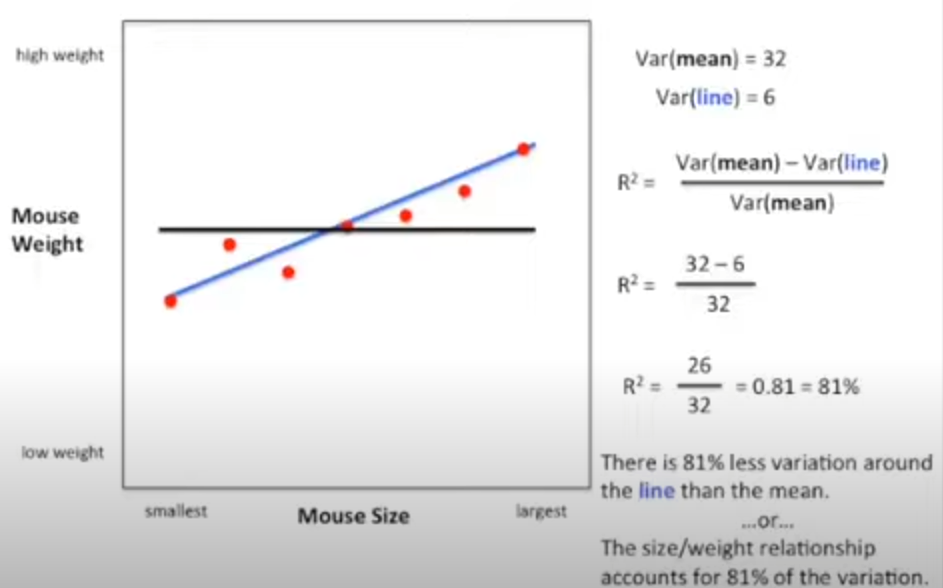 high weight
Mouse
Weight
low weight
smallest
Mouse Size
largest
Var(mean) = 32
Var(line) = 6
R² =
Var(mean) – Var(line)
Var(mean)
R² =
32 – 6
32
R² =
26
32
= 0.81 = 81%
There is 81% less variation around
the line than the mean.
...or...
The size/weight relationship
accounts for 81% of the variation.